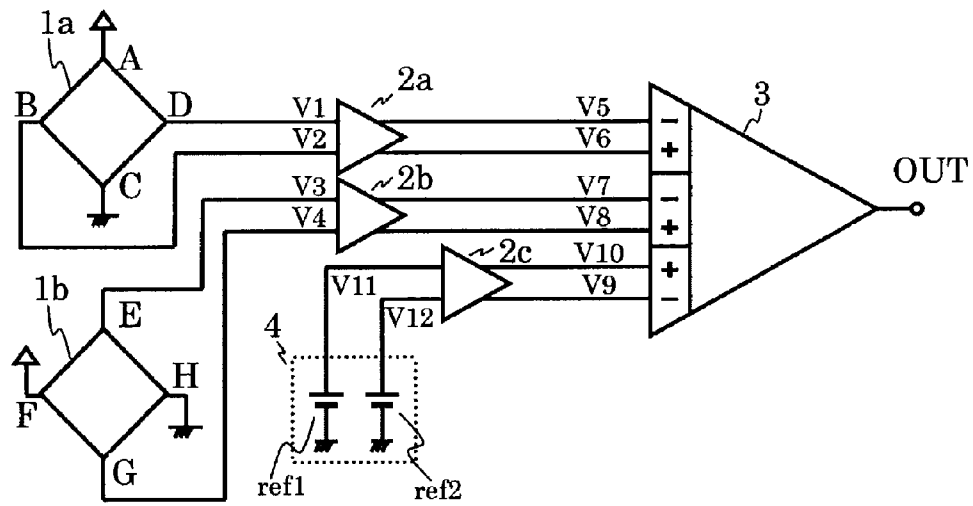 1a
A
B
D
C
V1
V2
2a
V5
V6
3
OUT
V3
V4
2b
V7
V8
2c
V10
V9
V11
V12
1b
E
F
H
G
4
ref1
ref2
-
+
-
+
+
-